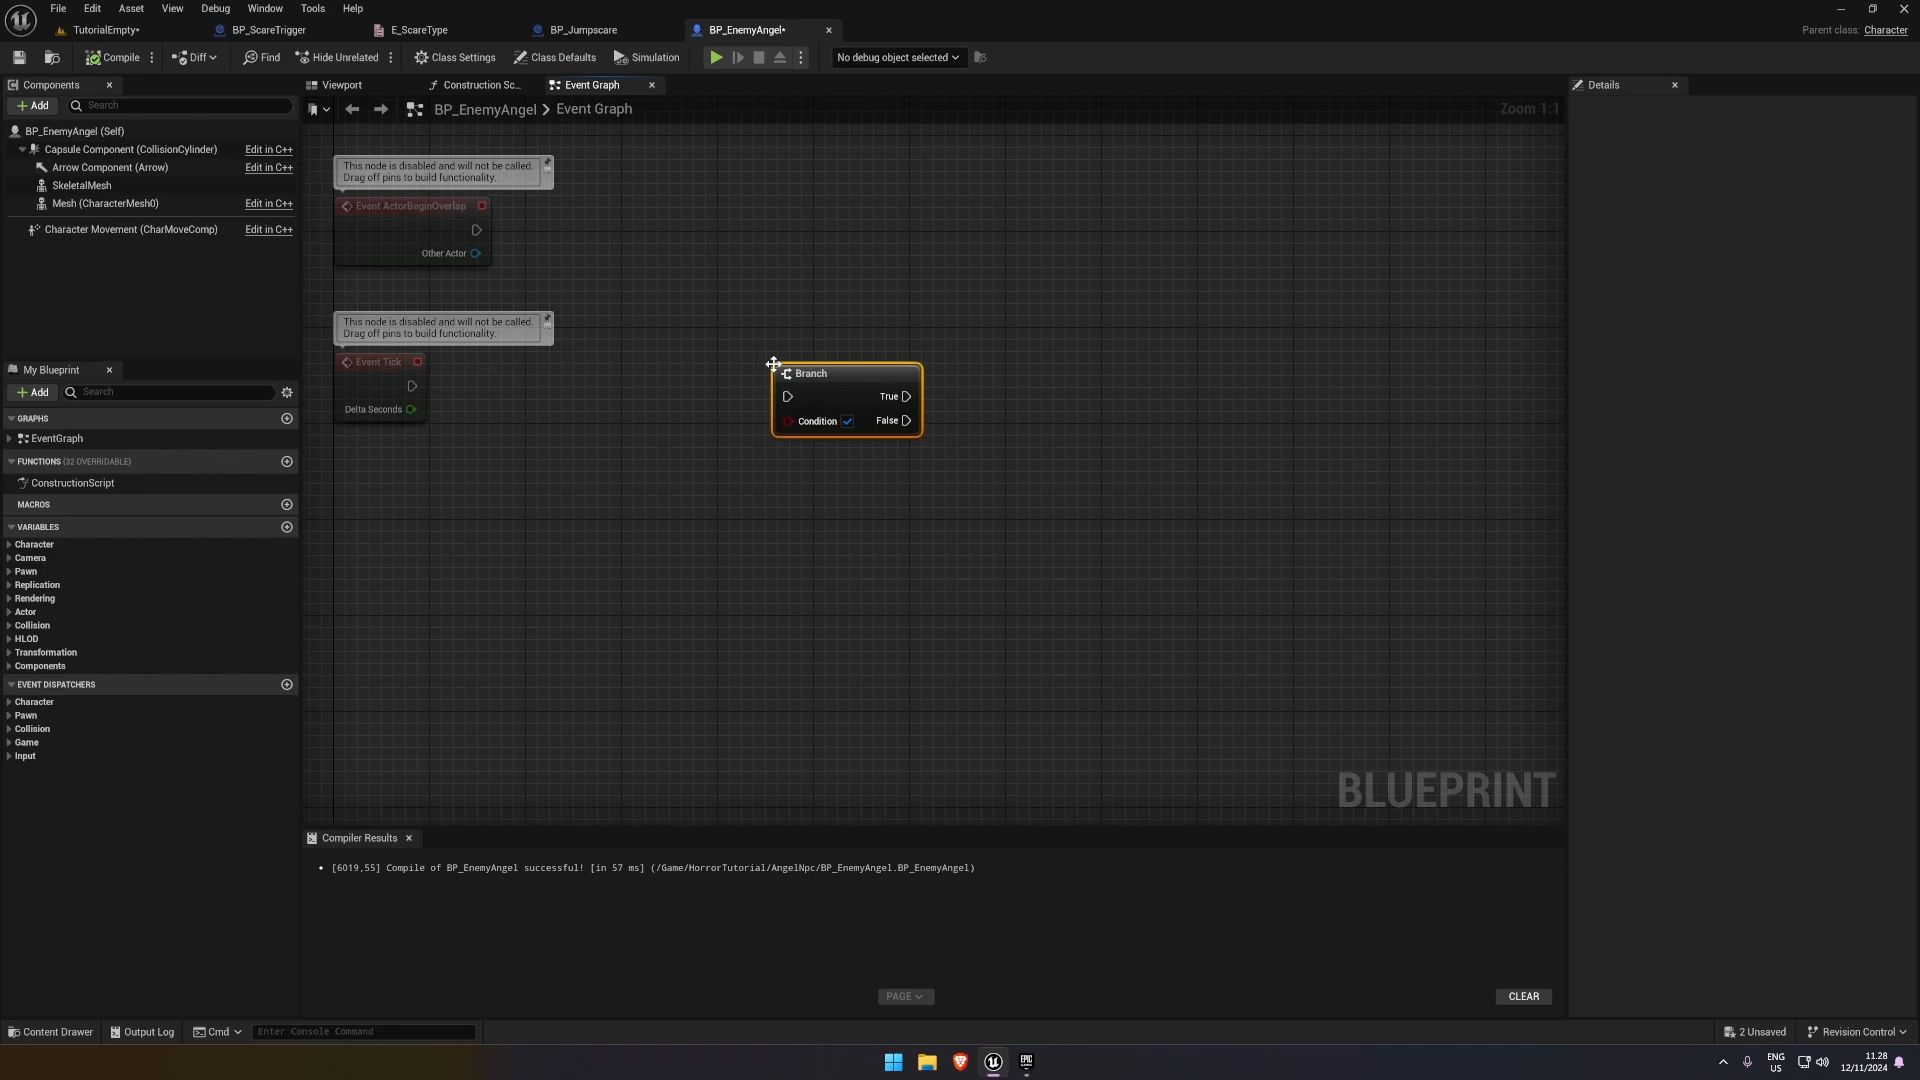 File Edit Asset View Debug Window Tools Help
TutorialEmpty* BP_ScareTrigger E_ScareType BP_Jumpscare BP_EnemyAngel* Parent class: Character
Compile Diff Find Hide Unrelated Class Settings Class Defaults Simulation No debug object selected
Components Viewport Construction Sc... Event Graph Details
Add Search BP_EnemyAngel Event Graph Zoom 1:1
BP_EnemyAngel (Self)
Capsule Component (CollisionCylinder) Edit in C++
Arrow Component (Arrow) Edit in C++
SkeletalMesh
Mesh (CharacterMesh0) Edit in C++
Character Movement (CharMoveComp) Edit in C++
This node is disabled and will not be called.
Drag off pins to build functionality.
Event ActorBeginOverlap
Other Actor
This node is disabled and will not be called.
Drag off pins to build functionality.
Event Tick
Delta Seconds
Branch
True
Condition False
My Blueprint
Add Search
GRAPHS
EventGraph
FUNCTIONS (32 OVERRIDABLE)
ConstructionScript
MACROS
VARIABLES
Character
Camera
Pawn
Replication
Rendering
Actor
Collision
HLOD
Transformation
Components
EVENT DISPATCHERS
Character
Pawn
Collision
Game
Input
BLUEPRINT
Compiler Results
• [6019,55] Compile of BP_EnemyAngel successful! [in 57 ms] (/Game/HorrorTutorial/AngelNpc/BP_EnemyAngel.BP_EnemyAngel)
PAGE CLEAR
Content Drawer Output Log Cmd Enter Console Command 2 Unsaved Revision Control
EPIC GAMES ENG
US 11.28
12/11/2024